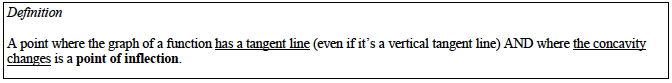 Definition
A point where the graph of a function has a tangent line (even if it's a vertical tangent line) AND where the concavity
changes is a point of inflection.